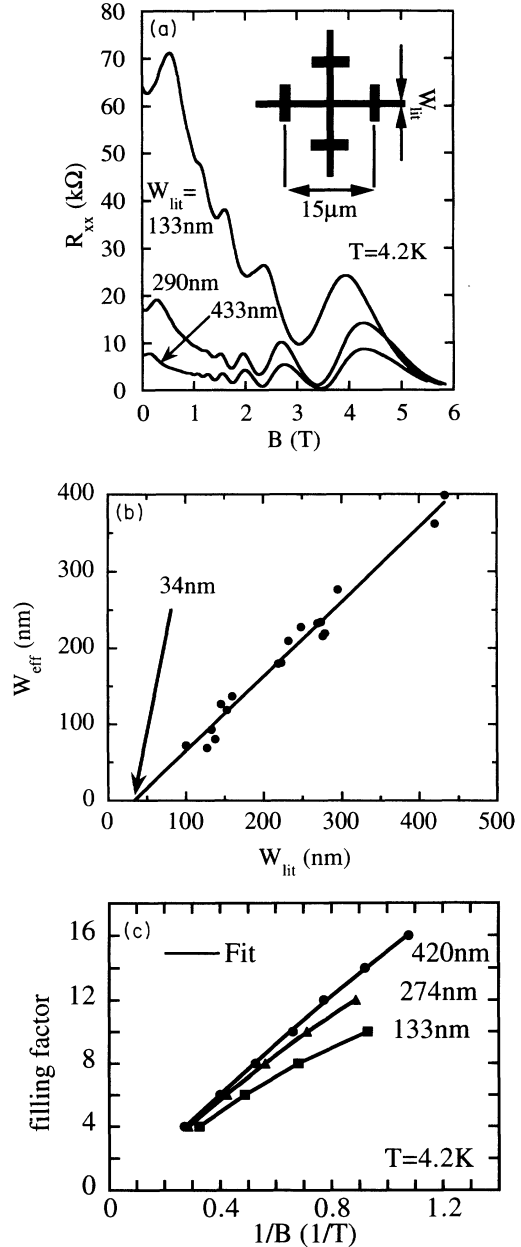 (a)
80
70
60
50
40
30
20
10
0
R_xx (kΩ)
W_lit
15μm
W_lit=
133nm
T=4.2K
290nm
433nm
0 1 2 3 4 5 6
B (T)
(b)
400
300
200
100
0
W_eff (nm)
34nm
0 100 200 300 400 500
W_lit (nm)
(c)
16
12
8
4
0
filling factor
Fit
420nm
274nm
133nm
T=4.2K
0 0.4 0.8 1.2
1/B (1/T)